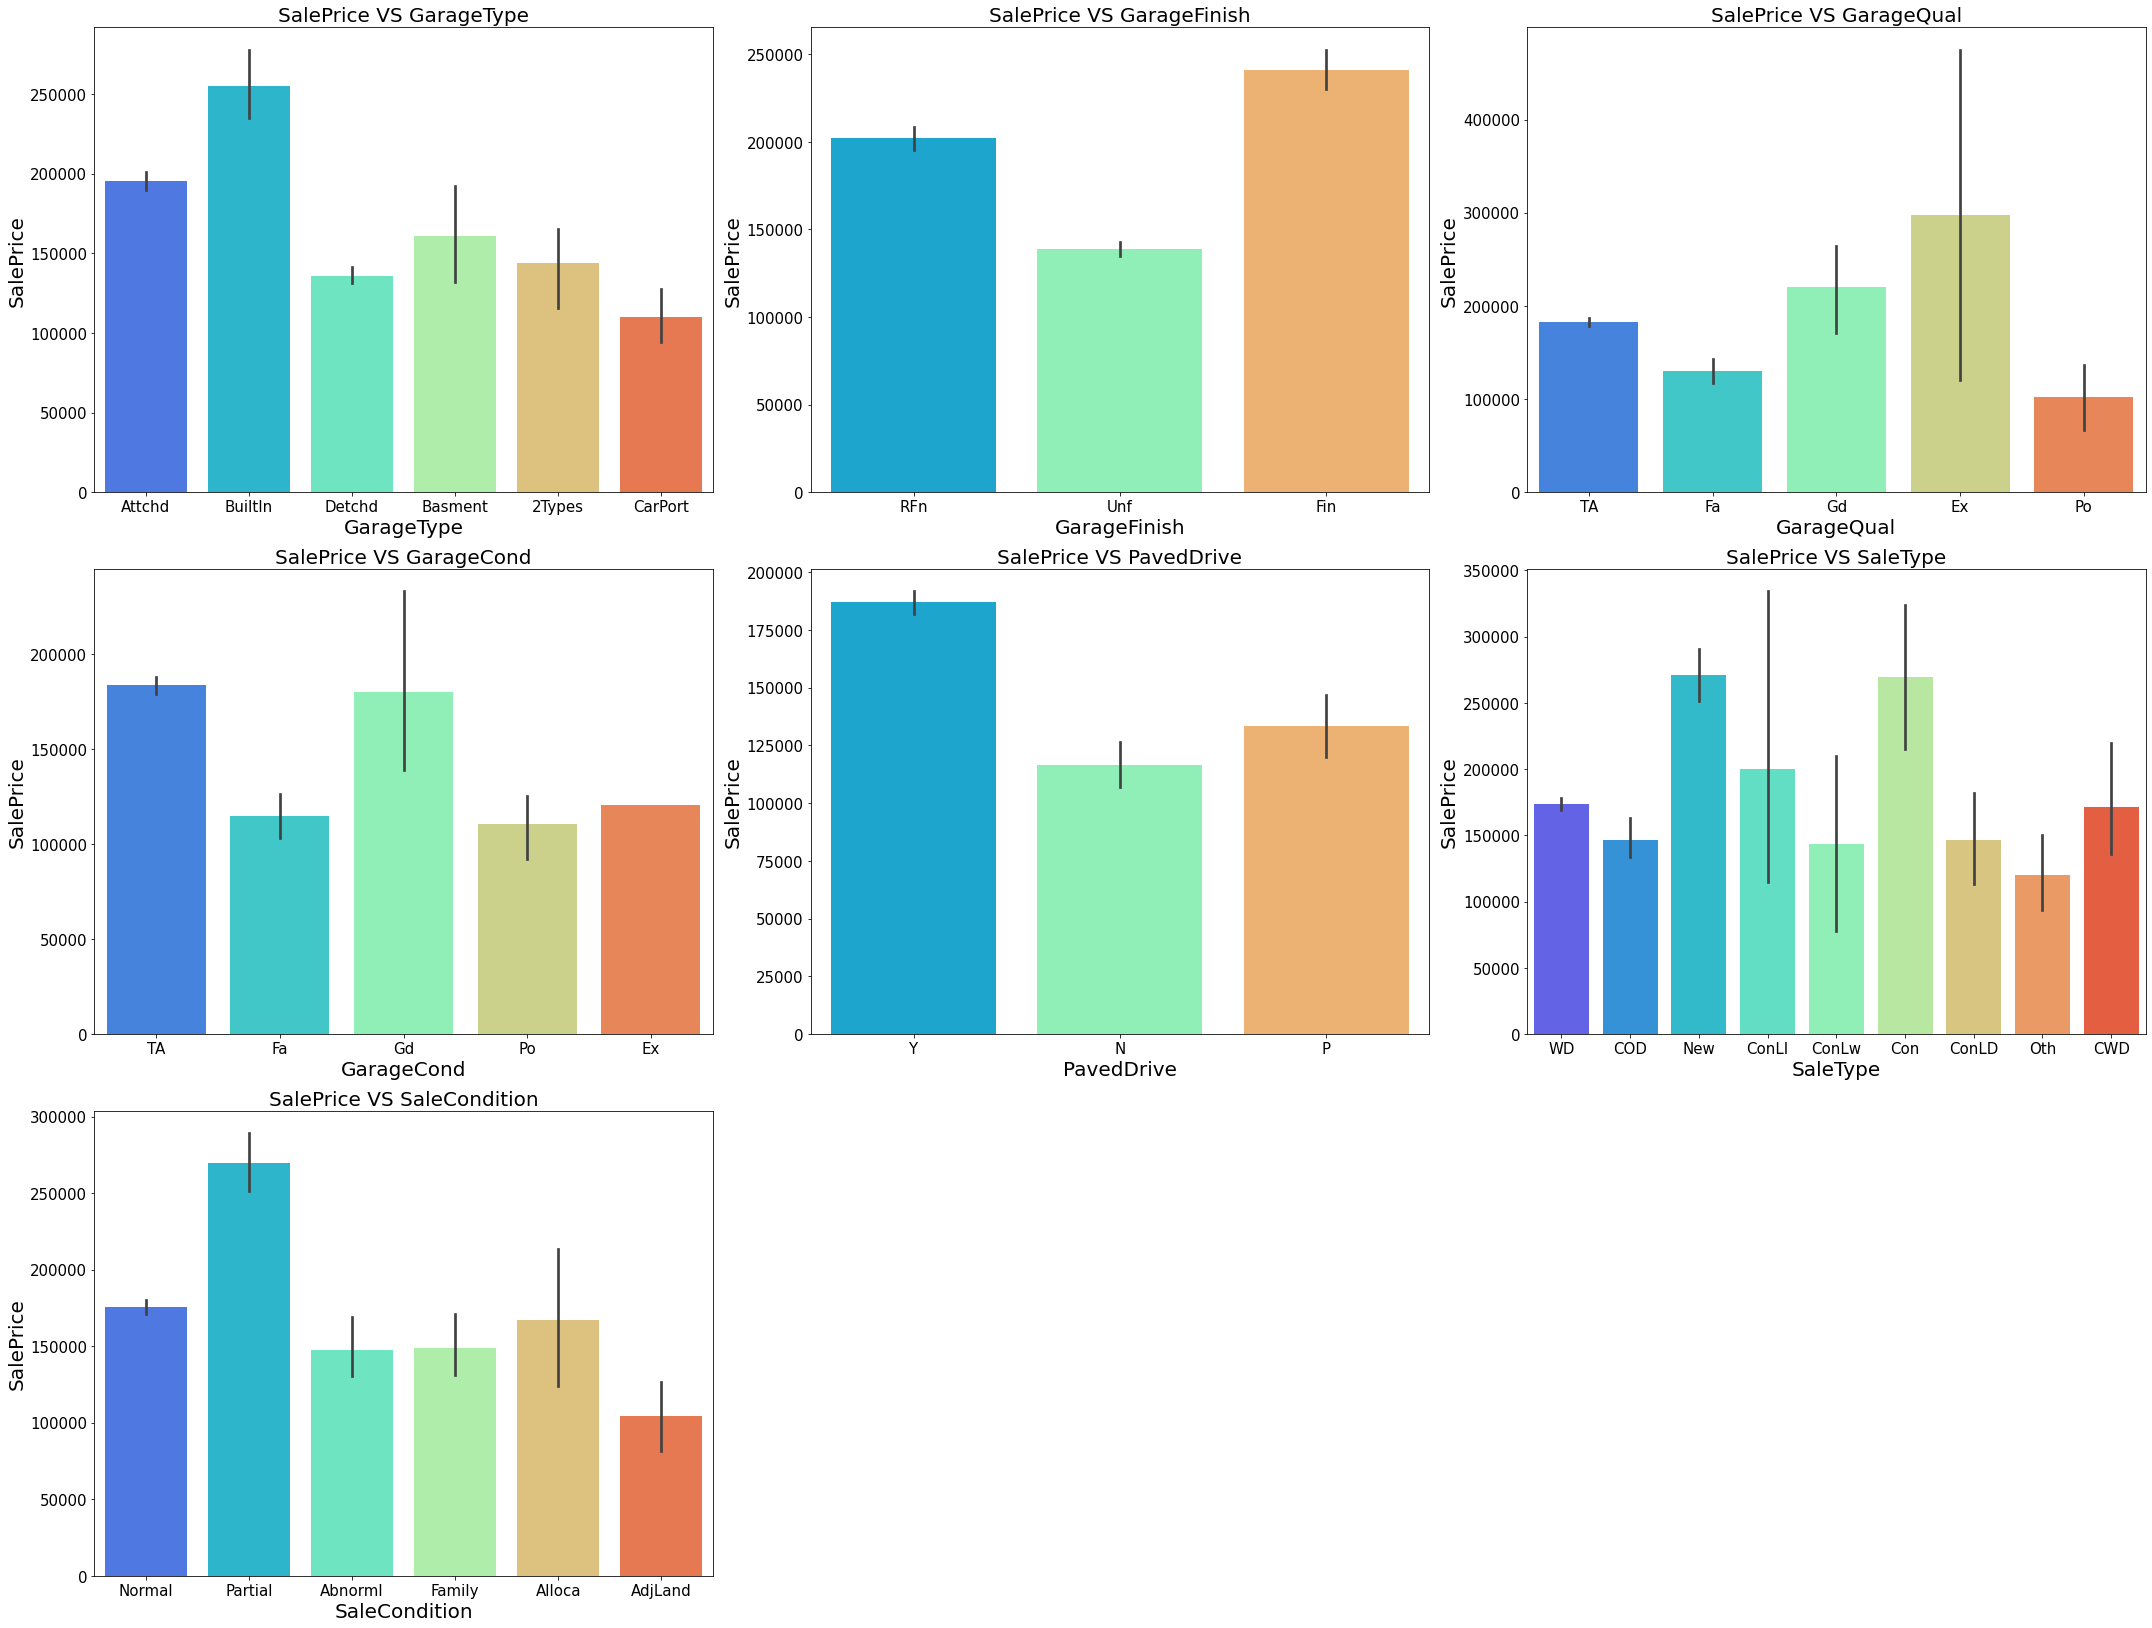 SalePrice VS GarageType
SalePrice
250000
200000
150000
100000
50000
0
Attchd BuiltIn Detchd Basment 2Types CarPort
GarageType
SalePrice VS GarageFinish
SalePrice
250000
200000
150000
100000
50000
0
RFn Unf Fin
GarageFinish
SalePrice VS GarageQual
SalePrice
400000
300000
200000
100000
0
TA Fa Gd Ex Po
GarageQual
SalePrice VS GarageCond
SalePrice
200000
150000
100000
50000
0
TA Fa Gd Po Ex
GarageCond
SalePrice VS PavedDrive
SalePrice
200000
175000
150000
125000
100000
75000
50000
25000
0
Y N P
PavedDrive
SalePrice VS SaleType
SalePrice
350000
300000
250000
200000
150000
100000
50000
0
WD COD New ConLI ConLw Con ConLD Oth CWD
SaleType
SalePrice VS SaleCondition
SalePrice
300000
250000
200000
150000
100000
50000
0
Normal Partial Abnorml Family Alloca AdjLand
SaleCondition